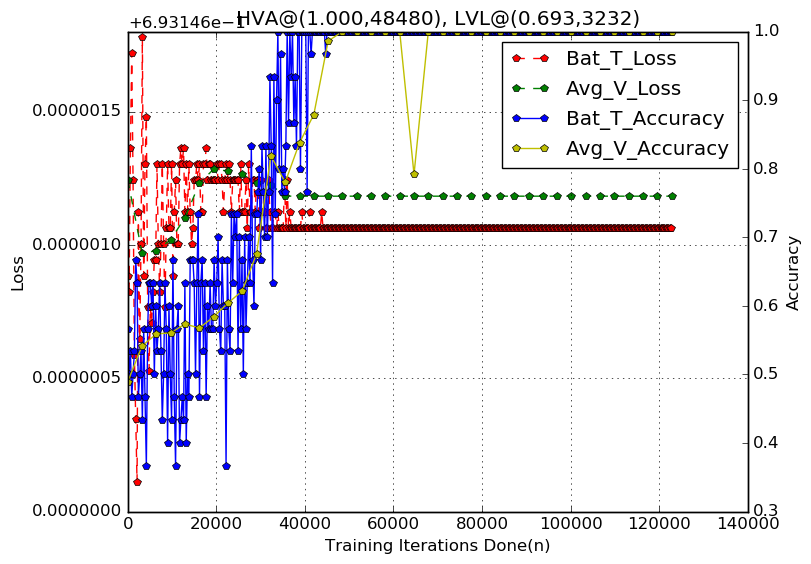 +6.93146e−1
HVA@(1.000,48480), LVL@(0.693,3232)
Bat_T_Loss
Avg_V_Loss
Bat_T_Accuracy
Avg_V_Accuracy
Loss
0.0000015
0.0000010
0.0000005
0.0000000
1.0
0.9
0.8
0.7
0.6
0.5
0.4
0.3
Accuracy
0 20000 40000 60000 80000 100000 120000 140000
Training Iterations Done(n)